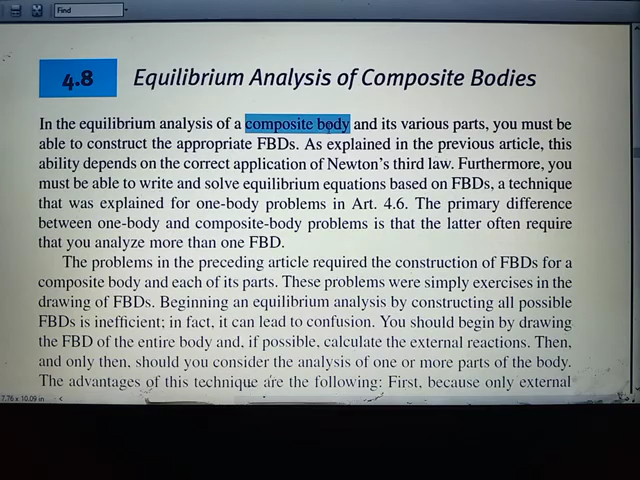 Find
4.8 Equilibrium Analysis of Composite Bodies
In the equilibrium analysis of a composite body and its various parts, you must be
able to construct the appropriate FBDs. As explained in the previous article, this
ability depends on the correct application of Newton's third law. Furthermore, you
must be able to write and solve equilibrium equations based on FBDs, a technique
that was explained for one-body problems in Art. 4.6. The primary difference
between one-body and composite-body problems is that the latter often require
that you analyze more than one FBD.
The problems in the preceding article required the construction of FBDs for a
composite body and each of its parts. These problems were simply exercises in the
drawing of FBDs. Beginning an equilibrium analysis by constructing all possible
FBDs is inefficient; in fact, it can lead to confusion. You should begin by drawing
the FBD of the entire body and, if possible, calculate the external reactions. Then,
and only then, should you consider the analysis of one or more parts of the body.
The advantages of this technique are the following: First, because only external
7.76 x 10.09 in